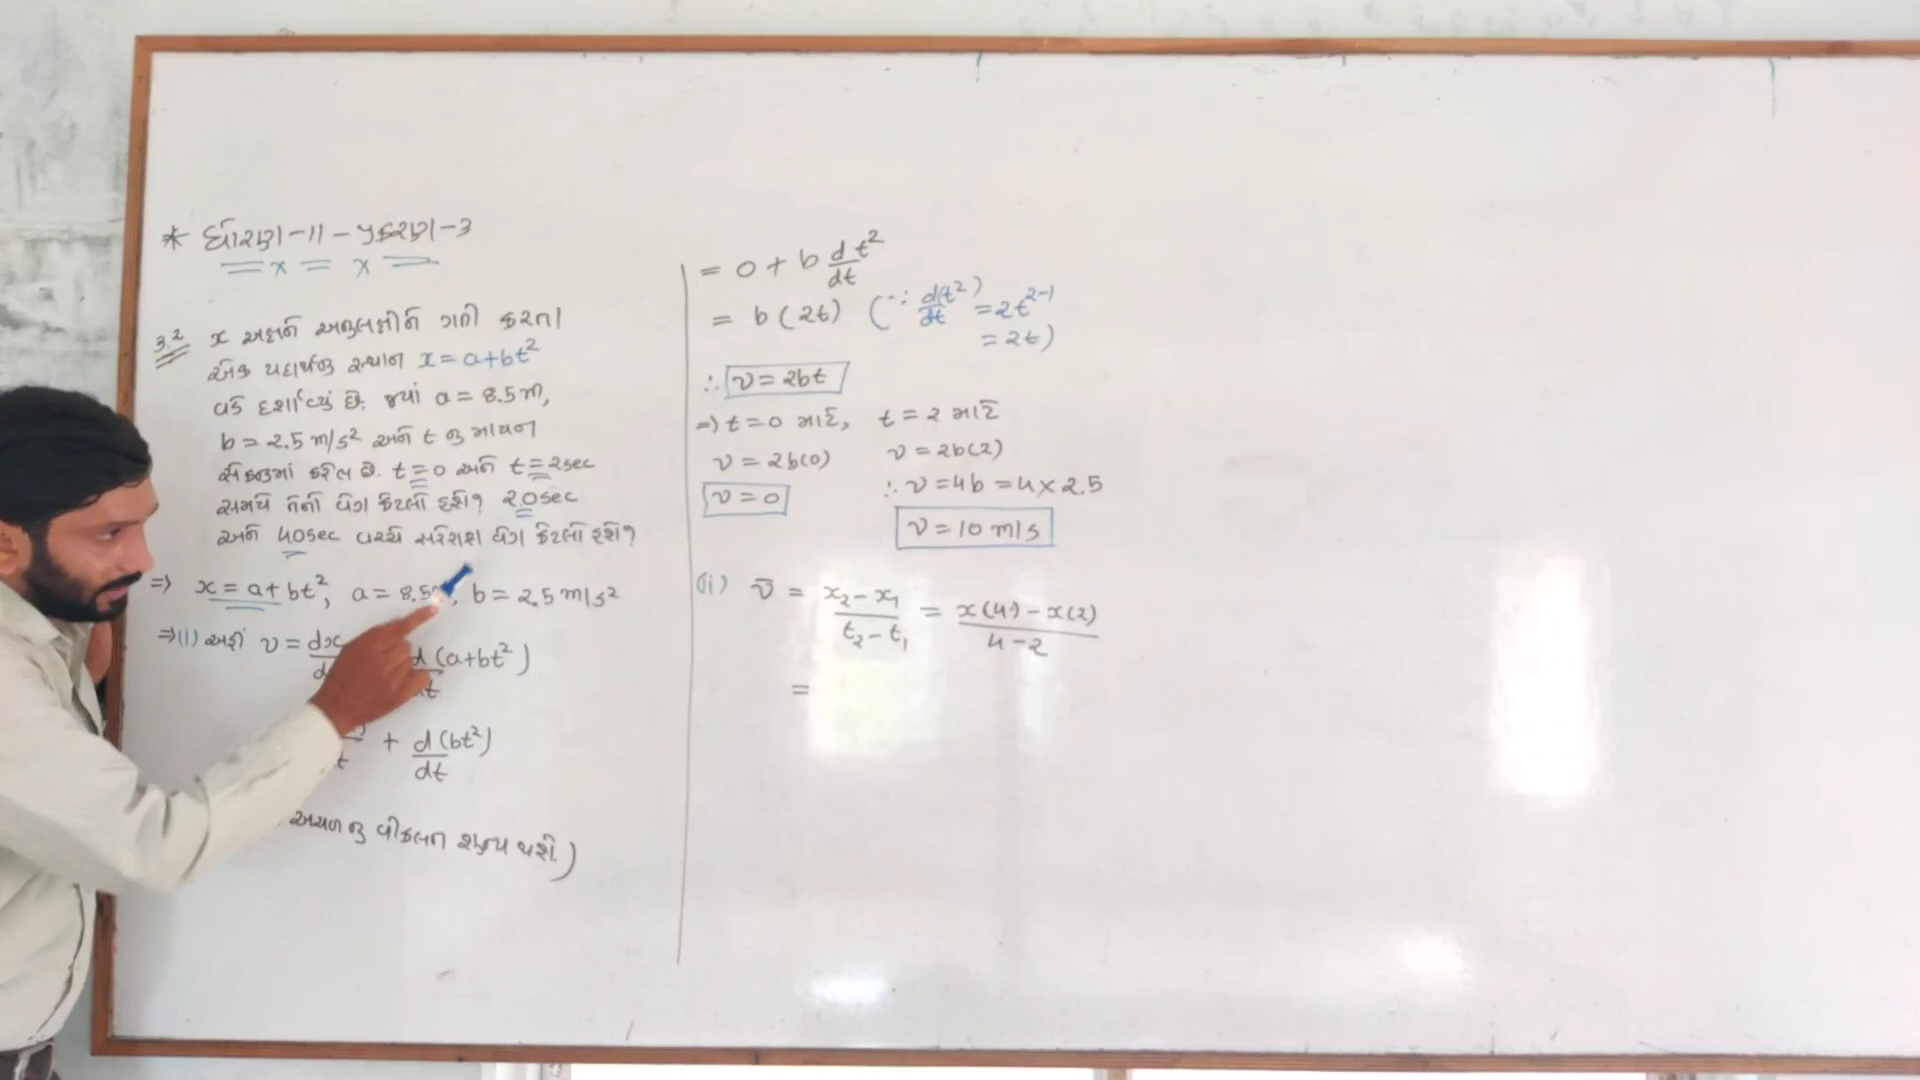 * ધોરણ-11 - પ્રકરણ-3
3.2 x અક્ષને અનુલક્ષીને ગતી કરતા
એક પદાર્થનુ સ્થાન x = a+bt²
વડે દર્શાવ્યું છે. જ્યાં a = 8.5m,
b = 2.5 m/s² અને t નુ માપન
સેકન્ડમાં કરેલ છે. t=0 અને t=2sec
સમયે તેનો વેગ કેટલો હશે? 2.0sec
અને 4.0sec વચ્ચે સરેરાશ વેગ કેટલો હશે?
⇒ x = a+bt², a = 8.5, b = 2.5 m/s²
⇒ (i) અહીં v = dx/d d(a+bt²)/dt
t + d(bt²)/dt
અચળ નુ વીકલન શૂન્ય થશે)
= 0 + b d t²/dt
= b(2t) (∵ d(t²)/dt = 2t²⁻¹
= 2t)
∴ v = 2bt
⇒ t=0 માટે, t = 2 માટે
v = 2b(0) v = 2b(2)
v = 0 ∴ v = 4b = 4×2.5
v = 10 m/s
(ii) v̄ = x₂ - x₁/t₂ - t₁ = x(4) - x(2)/4-2
=